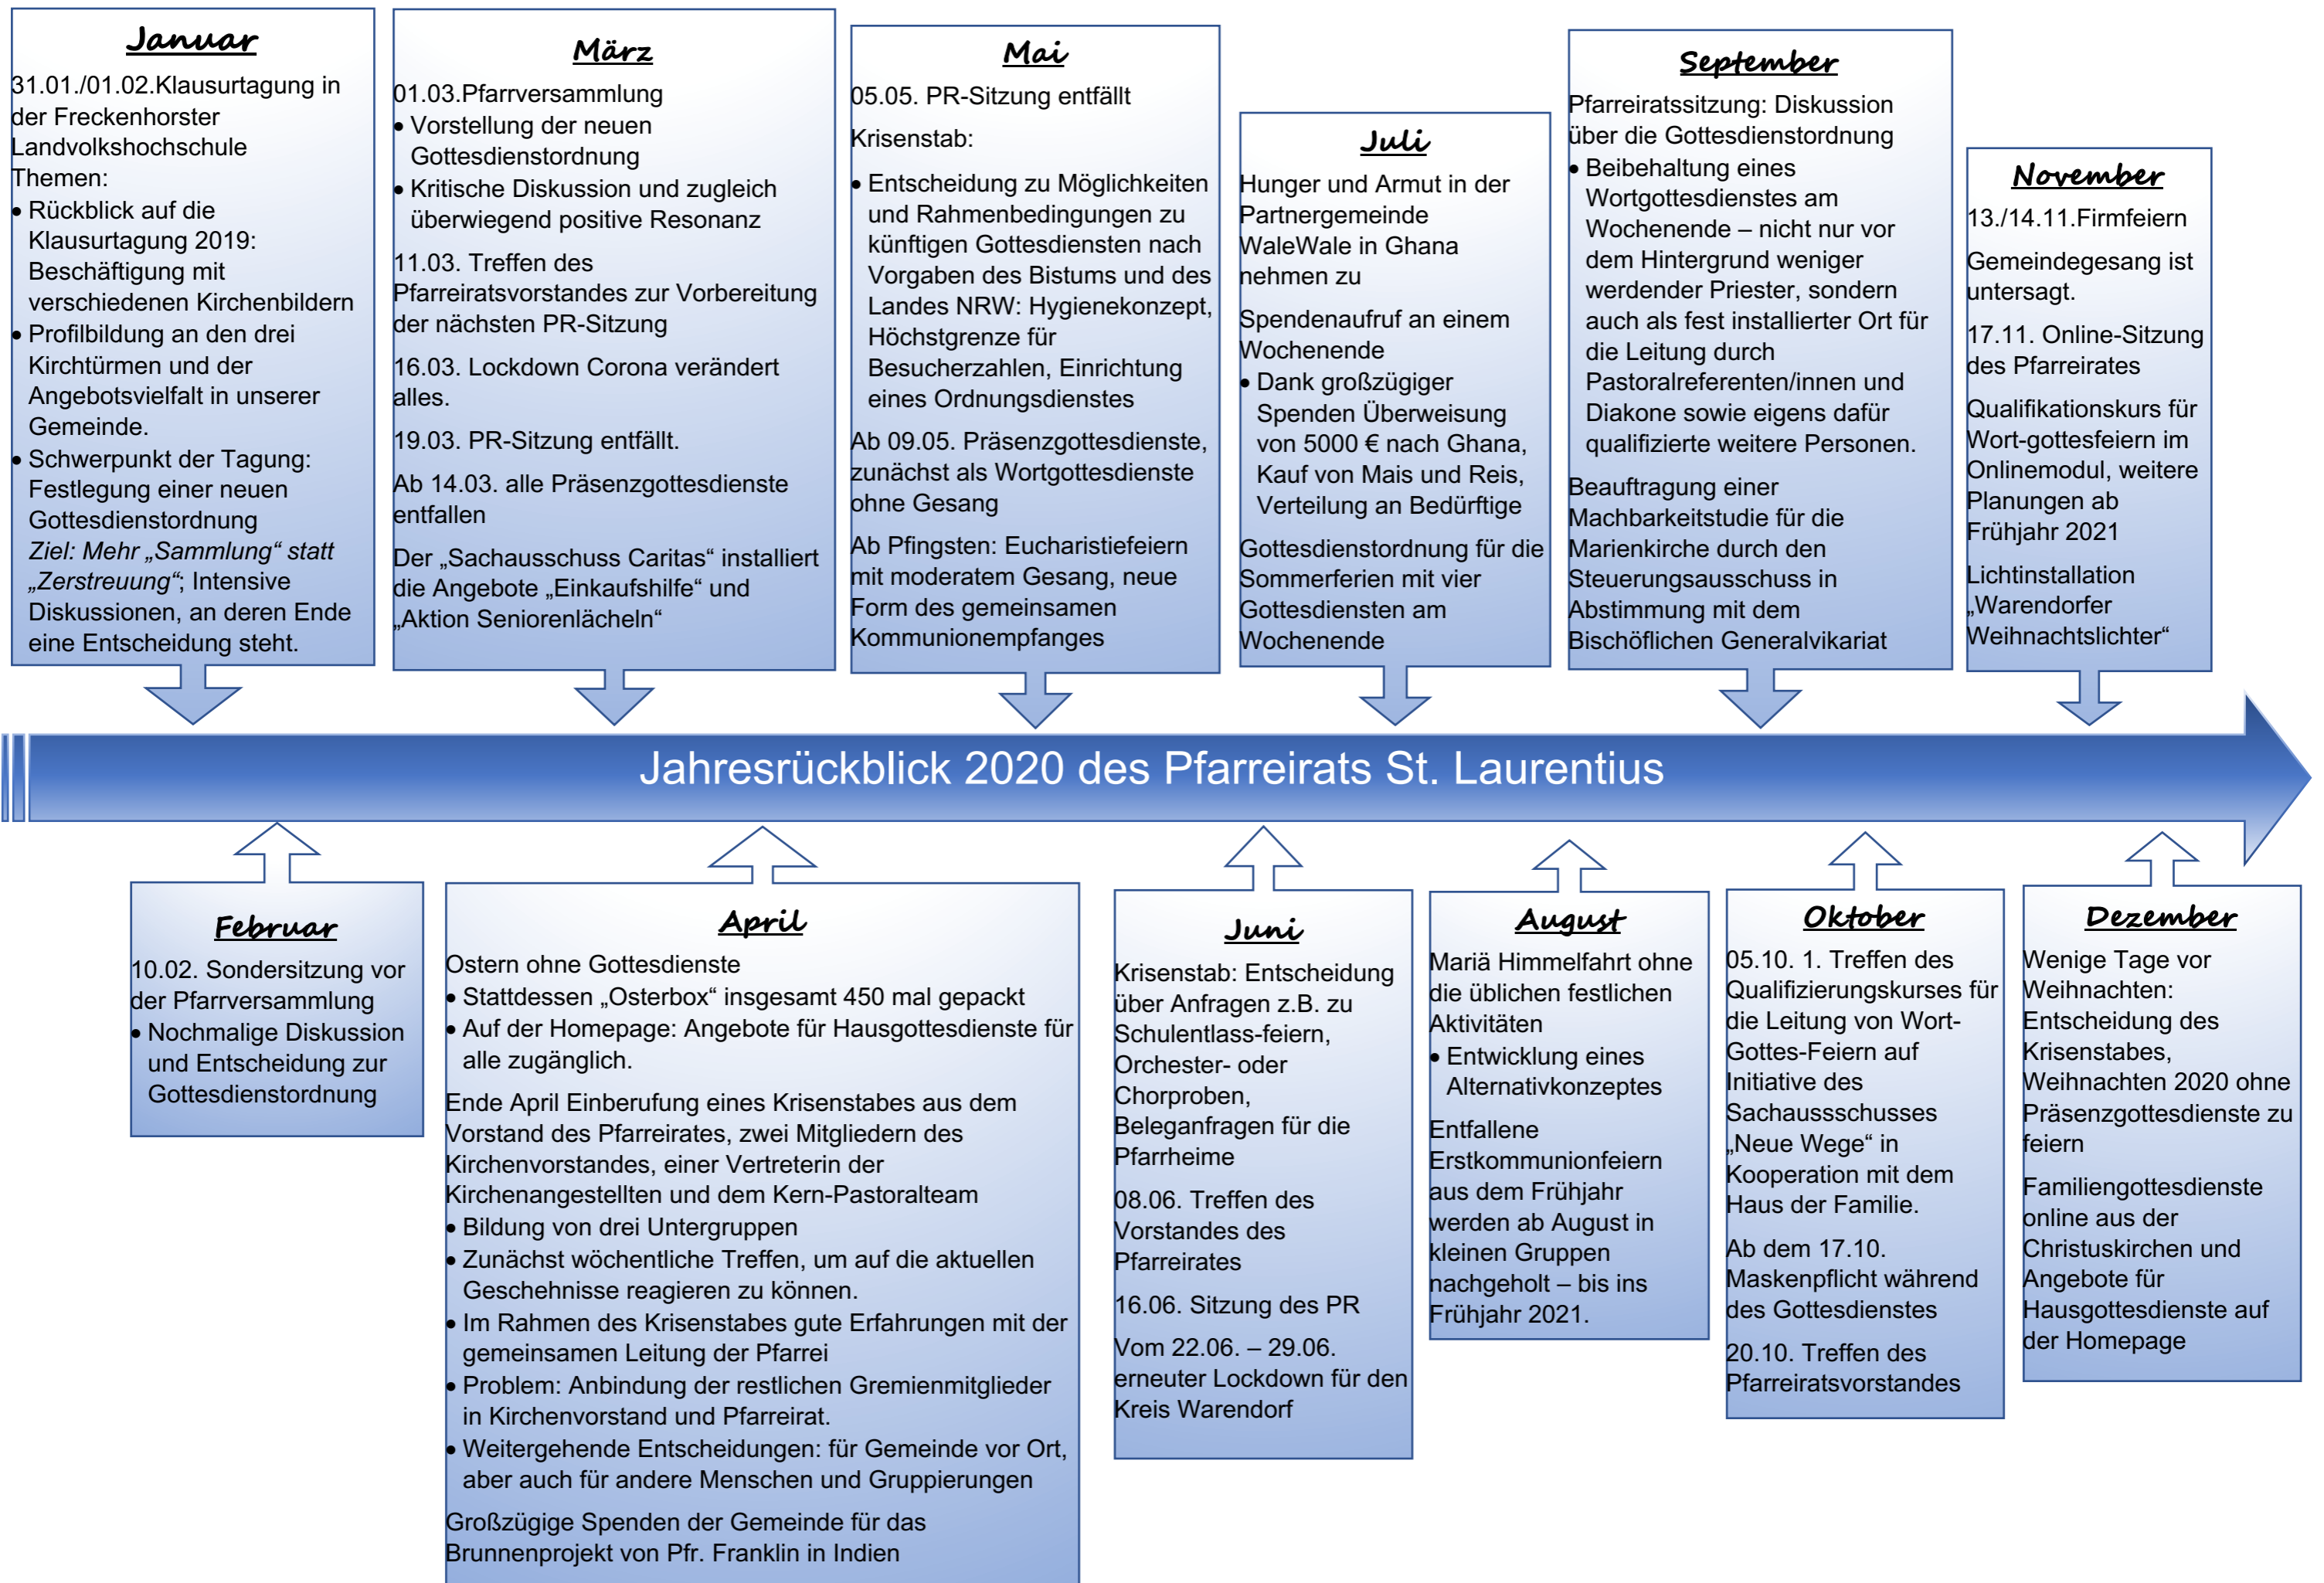 Januar
31.01./01.02.Klausurtagung in
der Freckenhorster
Landvolkshochschule
Themen:
• Rückblick auf die
Klausurtagung 2019:
Beschäftigung mit
verschiedenen Kirchenbildern
• Profilbildung an den drei
Kirchtürmen und der
Angebotsvielfalt in unserer
Gemeinde.
• Schwerpunkt der Tagung:
Festlegung einer neuen
Gottesdienstordnung
Ziel: Mehr „Sammlung“ statt
„Zerstreuung“; Intensive
Diskussionen, an deren Ende
eine Entscheidung steht.
März
01.03.Pfarrversammlung
• Vorstellung der neuen
Gottesdienstordnung
• Kritische Diskussion und zugleich
überwiegend positive Resonanz
11.03. Treffen des
Pfarreiratsvorstandes zur Vorbereitung
der nächsten PR-Sitzung
16.03. Lockdown Corona verändert
alles.
19.03. PR-Sitzung entfällt.
Ab 14.03. alle Präsenzgottesdienste
entfallen
Der „Sachausschuss Caritas“ installiert
die Angebote „Einkaufshilfe“ und
„Aktion Seniorenlächeln“
Mai
05.05. PR-Sitzung entfällt
Krisenstab:
• Entscheidung zu Möglichkeiten
und Rahmenbedingungen zu
künftigen Gottesdiensten nach
Vorgaben des Bistums und des
Landes NRW: Hygienekonzept,
Höchstgrenze für
Besucherzahlen, Einrichtung
eines Ordnungsdienstes
Ab 09.05. Präsenzgottesdienste,
zunächst als Wortgottesdienste
ohne Gesang
Ab Pfingsten: Eucharistiefeiern
mit moderatem Gesang, neue
Form des gemeinsamen
Kommunionempfanges
Juli
Hunger und Armut in der
Partnergemeinde
WaleWale in Ghana
nehmen zu
Spendenaufruf an einem
Wochenende
• Dank großzügiger
Spenden Überweisung
von 5000 € nach Ghana,
Kauf von Mais und Reis,
Verteilung an Bedürftige
Gottesdienstordnung für die
Sommerferien mit vier
Gottesdiensten am
Wochenende
September
Pfarreiratssitzung: Diskussion
über die Gottesdienstordnung
• Beibehaltung eines
Wortgottesdienstes am
Wochenende – nicht nur vor
dem Hintergrund weniger
werdender Priester, sondern
auch als fest installierter Ort für
die Leitung durch
Pastoralreferenten/innen und
Diakone sowie eigens dafür
qualifizierte weitere Personen.
Beauftragung einer
Machbarkeitstudie für die
Marienkirche durch den
Steuerungsausschuss in
Abstimmung mit dem
Bischöflichen Generalvikariat
November
13./14.11.Firmfeiern
Gemeindegesang ist
untersagt.
17.11. Online-Sitzung
des Pfarreirates
Qualifikationskurs für
Wort-gottesfeiern im
Onlinemodul, weitere
Planungen ab
Frühjahr 2021
Lichtinstallation
„Warendorfer
Weihnachtslichter“
Jahresrückblick 2020 des Pfarreirats St. Laurentius
Februar
10.02. Sondersitzung vor
der Pfarrversammlung
• Nochmalige Diskussion
und Entscheidung zur
Gottesdienstordnung
April
Ostern ohne Gottesdienste
• Stattdessen „Osterbox“ insgesamt 450 mal gepackt
• Auf der Homepage: Angebote für Hausgottesdienste für
alle zugänglich.
Ende April Einberufung eines Krisenstabes aus dem
Vorstand des Pfarreirates, zwei Mitgliedern des
Kirchenvorstandes, einer Vertreterin der
Kirchenangestellten und dem Kern-Pastoralteam
• Bildung von drei Untergruppen
• Zunächst wöchentliche Treffen, um auf die aktuellen
Geschehnisse reagieren zu können.
• Im Rahmen des Krisenstabes gute Erfahrungen mit der
gemeinsamen Leitung der Pfarrei
• Problem: Anbindung der restlichen Gremienmitglieder
in Kirchenvorstand und Pfarreirat.
• Weitergehende Entscheidungen: für Gemeinde vor Ort,
aber auch für andere Menschen und Gruppierungen
Großzügige Spenden der Gemeinde für das
Brunnenprojekt von Pfr. Franklin in Indien
Juni
Krisenstab: Entscheidung
über Anfragen z.B. zu
Schulentlass-feiern,
Orchester- oder
Chorproben,
Beleganfragen für die
Pfarrheime
08.06. Treffen des
Vorstandes des
Pfarreirates
16.06. Sitzung des PR
Vom 22.06. – 29.06.
erneuter Lockdown für den
Kreis Warendorf
August
Mariä Himmelfahrt ohne
die üblichen festlichen
Aktivitäten
• Entwicklung eines
Alternativkonzeptes
Entfallene
Erstkommunionfeiern
aus dem Frühjahr
werden ab August in
kleinen Gruppen
nachgeholt – bis ins
Frühjahr 2021.
Oktober
05.10. 1. Treffen des
Qualifizierungskurses für
die Leitung von Wort-
Gottes-Feiern auf
Initiative des
Sachaussschusses
„Neue Wege“ in
Kooperation mit dem
Haus der Familie.
Ab dem 17.10.
Maskenpflicht während
des Gottesdienstes
20.10. Treffen des
Pfarreiratsvorstandes
Dezember
Wenige Tage vor
Weihnachten:
Entscheidung des
Krisenstabes,
Weihnachten 2020 ohne
Präsenzgottesdienste zu
feiern
Familiengottesdienste
online aus der
Christuskirchen und
Angebote für
Hausgottesdienste auf
der Homepage